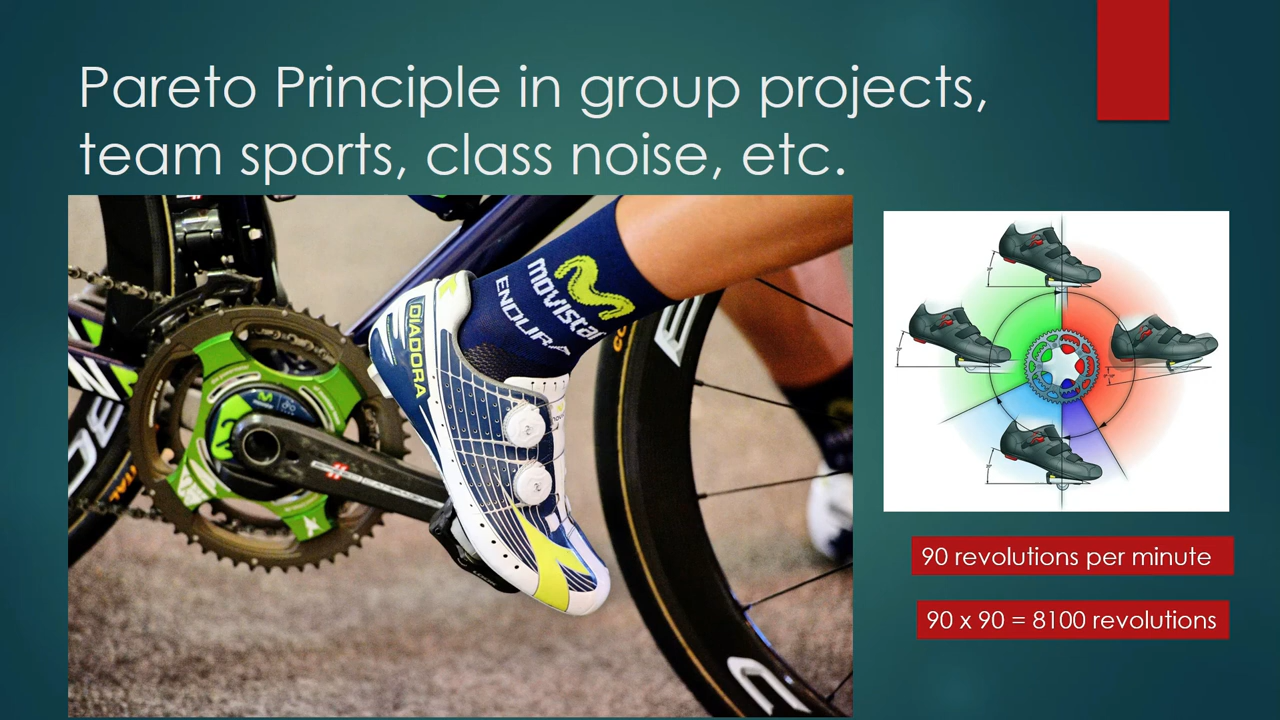 Pareto Principle in group projects,
team sports, class noise, etc.
movistar
ENDURA
DIADORA
90 revolutions per minute
90 x 90 = 8100 revolutions